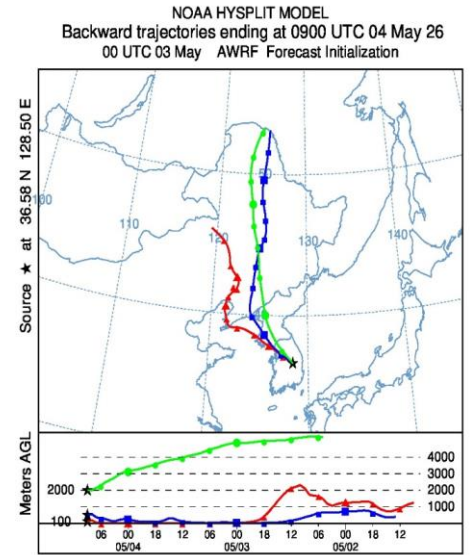 NOAA HYSPLIT MODEL
Backward trajectories ending at 0900 UTC 04 May 26
00 UTC 03 May AWRF Forecast Initialization
Source ★ at 36.58 N 128.50 E
50
100
110
120
130
140
Meters AGL
2000
100
4000
3000
2000
1000
06 00 18 12 06 00 18 12 06 00 18 12
05/04 05/03 05/02